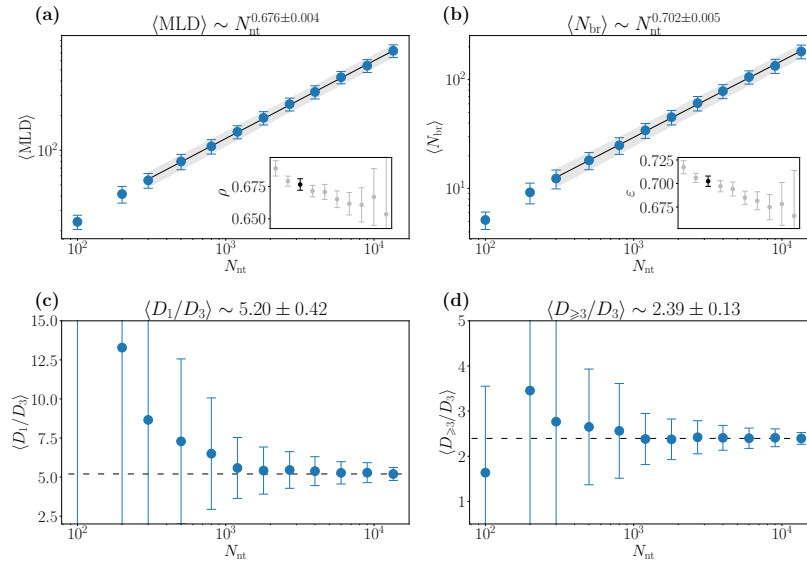 (a)
⟨MLD⟩ ∼ N_nt^0.676±0.004
⟨MLD⟩
10^2
ρ
0.675
0.650
10^2 10^3 10^4
N_nt
(b)
⟨N_br⟩ ∼ N_nt^0.702±0.005
⟨N_br⟩
10^2
10^1
ε
0.725
0.700
0.675
10^2 10^3 10^4
N_nt
(c)
⟨D_1/D_3⟩ ∼ 5.20 ± 0.42
⟨D_1/D_3⟩
15.0
12.5
10.0
7.5
5.0
2.5
10^2 10^3 10^4
N_nt
(d)
⟨D_⩾3/D_3⟩ ∼ 2.39 ± 0.13
⟨D_⩾3/D_3⟩
5
4
3
2
1
10^2 10^3 10^4
N_nt